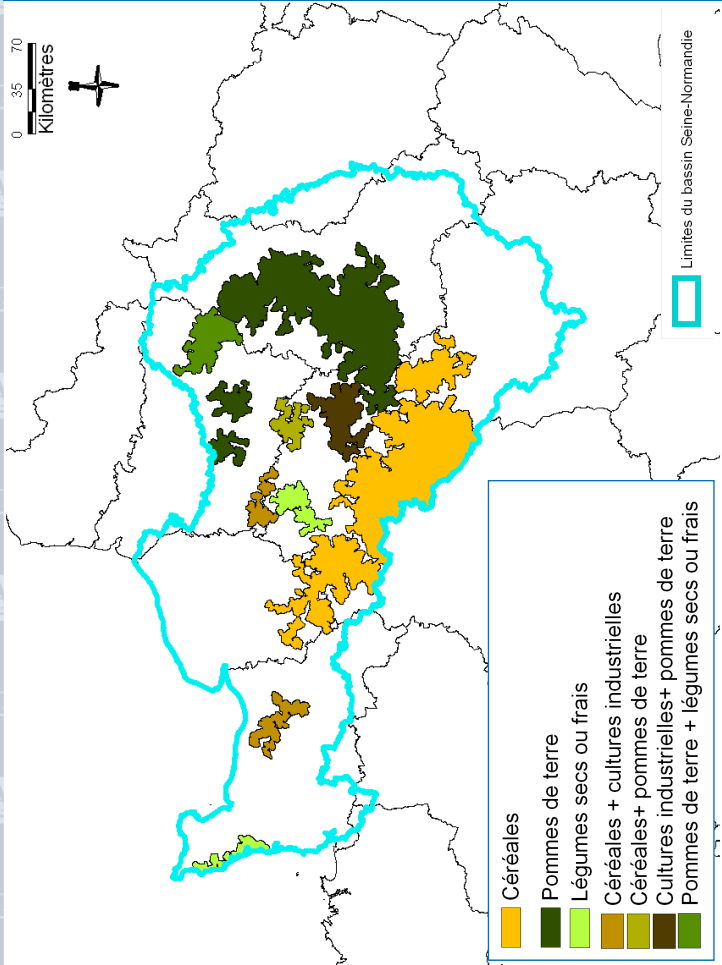 0 35 70
Kilomètres
Céréales
Pommes de terre
Légumes secs ou frais
Céréales + cultures industrielles
Céréales+ pommes de terre
Cultures industrielles+ pommes de terre
Pommes de terre + légumes secs ou frais
Limites du bassin Seine-Normandie